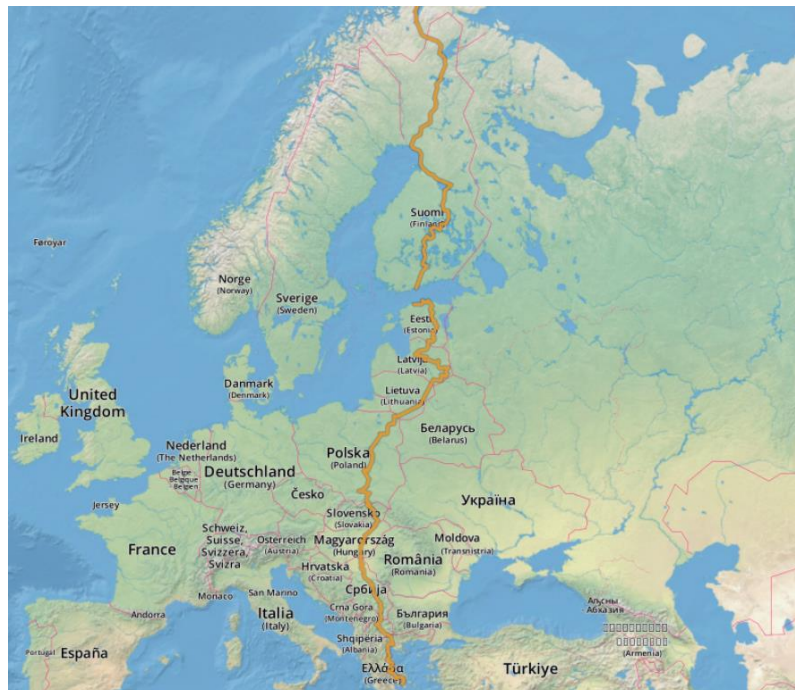 Suomi
(Finland)
Føroyar
Norge
(Norway)
Sverige
(Sweden)
Eesti
(Estonia)
Latvija
(Latvia)
Danmark
(Denmark)
Lietuva
(Lithuania)
United
Kingdom
Ireland
Беларусь
(Belarus)
Nederland
(The Netherlands)
Polska
(Poland)
België
Belgique
Belgien
Deutschland
(Germany)
Česko
Україна
Jersey
Slovensko
(Slovakia)
Schweiz,
Suisse,
Svizzera,
Svizra
Österreich
(Austria)
Magyarország
(Hungary)
Moldova
(Transnistria)
France
România
(Romania)
Hrvatska
(Croatia)
Monaco
San Marino
Србија
Аҧсны
Абхазия
Andorra
Italia
(Italy)
Crna Gora
(Montenegro)
България
(Bulgaria)
Shqipëria
(Albania)
(Armenia)
Portugal
España
Ελλάδα
(Greece)
Türkiye